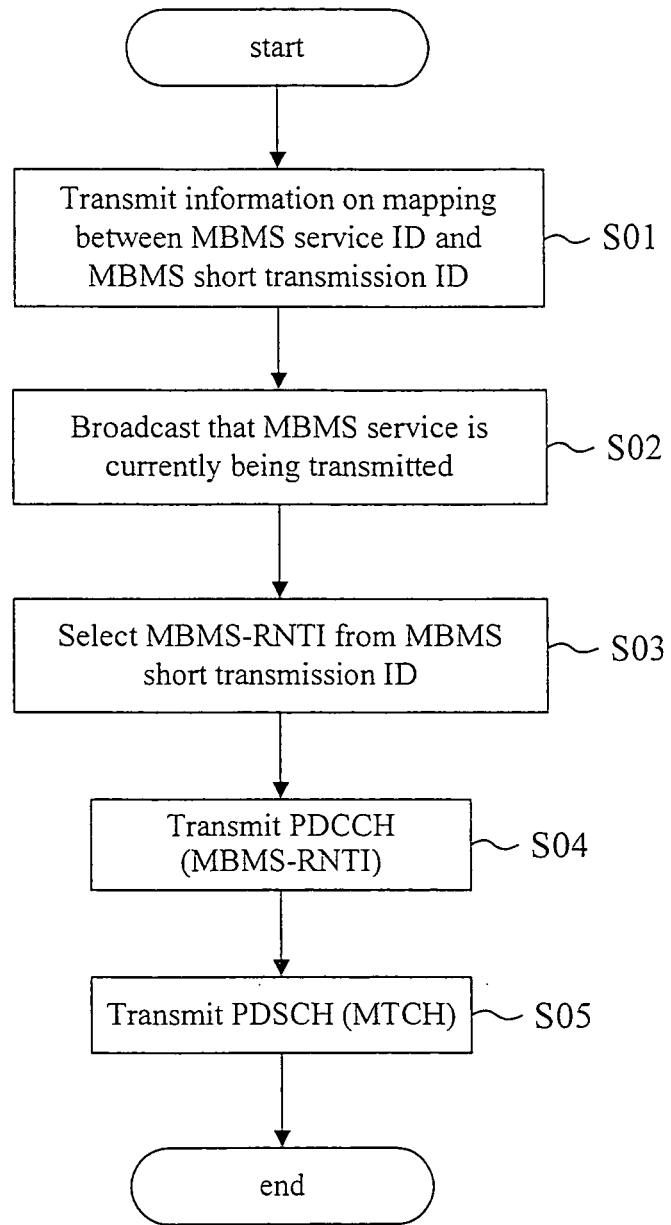 start
Transmit information on mapping
between MBMS service ID and
MBMS short transmission ID
S01
Broadcast that MBMS service is
currently being transmitted
S02
Select MBMS-RNTI from MBMS
short transmission ID
S03
Transmit PDCCH
(MBMS-RNTI)
S04
Transmit PDSCH (MTCH)
S05
end